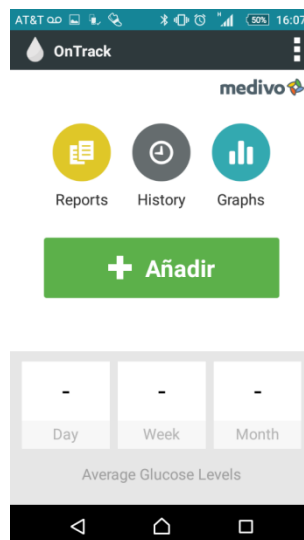 AT&T 50% 16:07
OnTrack
medivo
Reports History Graphs
+ Añadir
- - -
Day Week Month
Average Glucose Levels